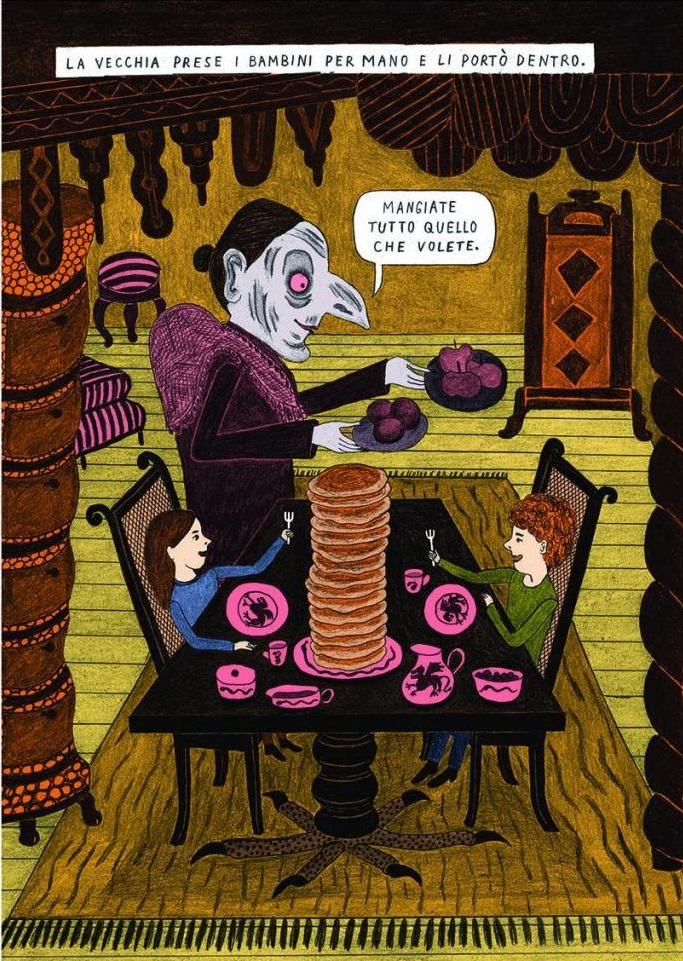 LA VECCHIA PRESE I BAMBINI PER MANO E LI PORTÒ DENTRO.
MANGIATE
TUTTO QUELLO
CHE VOLETE.